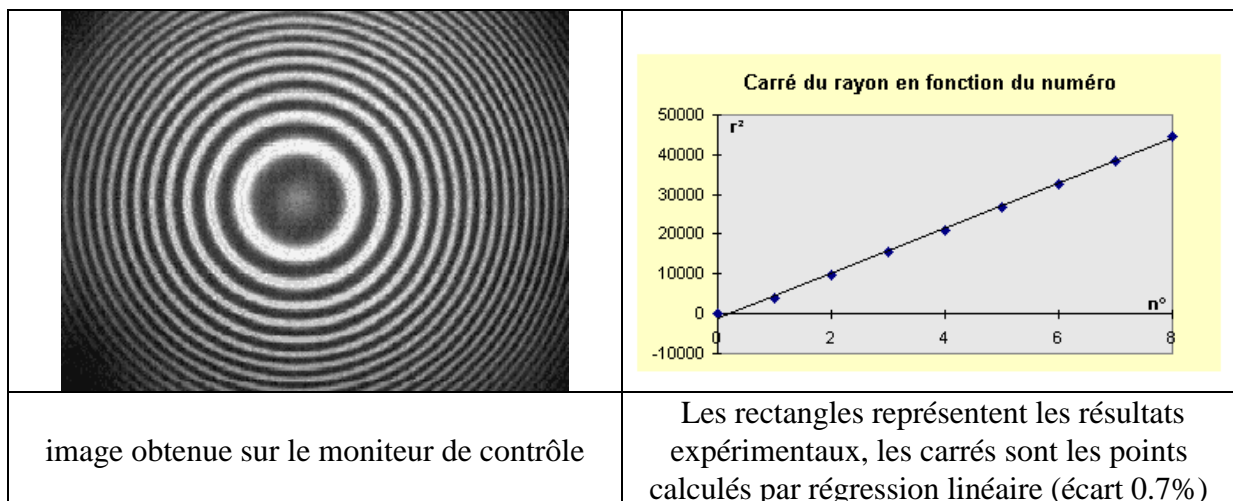 Carré du rayon en fonction du numéro
50000
r²
40000
30000
20000
10000
n°
0
0 2 4 6 8
-10000
image obtenue sur le moniteur de contrôle
Les rectangles représentent les résultats
expérimentaux, les carrés sont les points
calculés par régression linéaire (écart 0.7%)